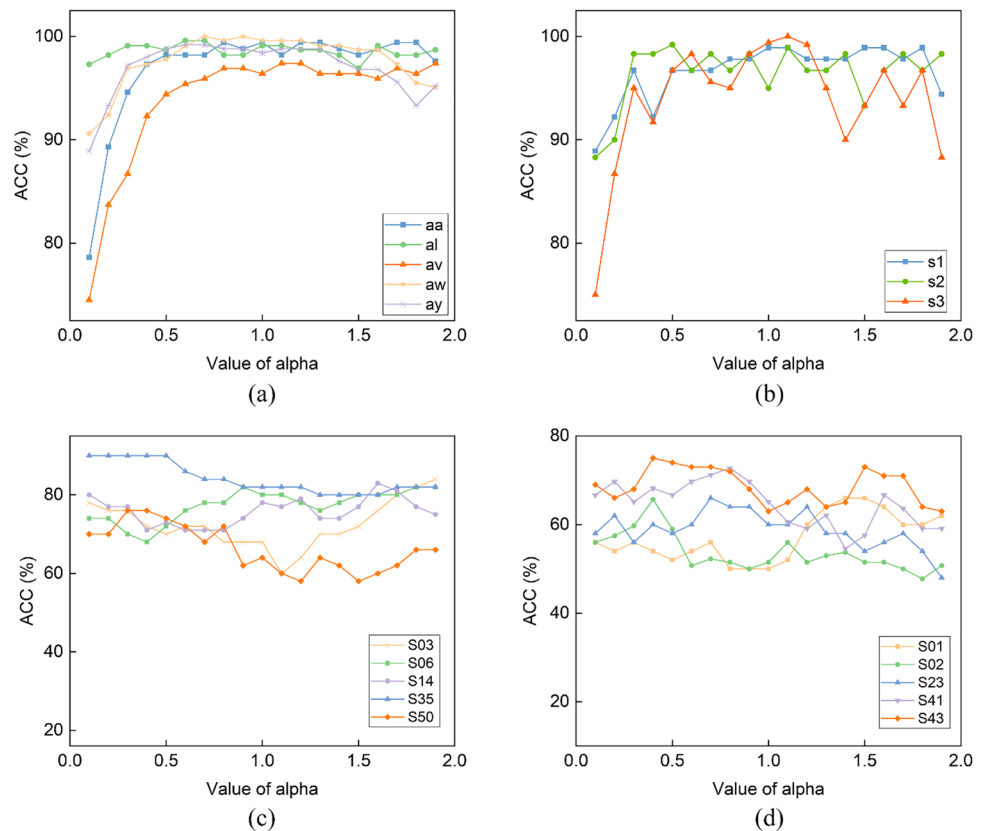 100
90
80
ACC (%)
aa
al
av
aw
ay
0.0 0.5 1.0 1.5 2.0
Value of alpha
(a)
100
90
80
ACC (%)
s1
s2
s3
0.0 0.5 1.0 1.5 2.0
Value of alpha
(b)
80
60
40
20
ACC (%)
S03
S06
S14
S35
S50
0.0 0.5 1.0 1.5 2.0
Value of alpha
(c)
80
60
40
20
ACC (%)
S01
S02
S23
S41
S43
0.0 0.5 1.0 1.5 2.0
Value of alpha
(d)